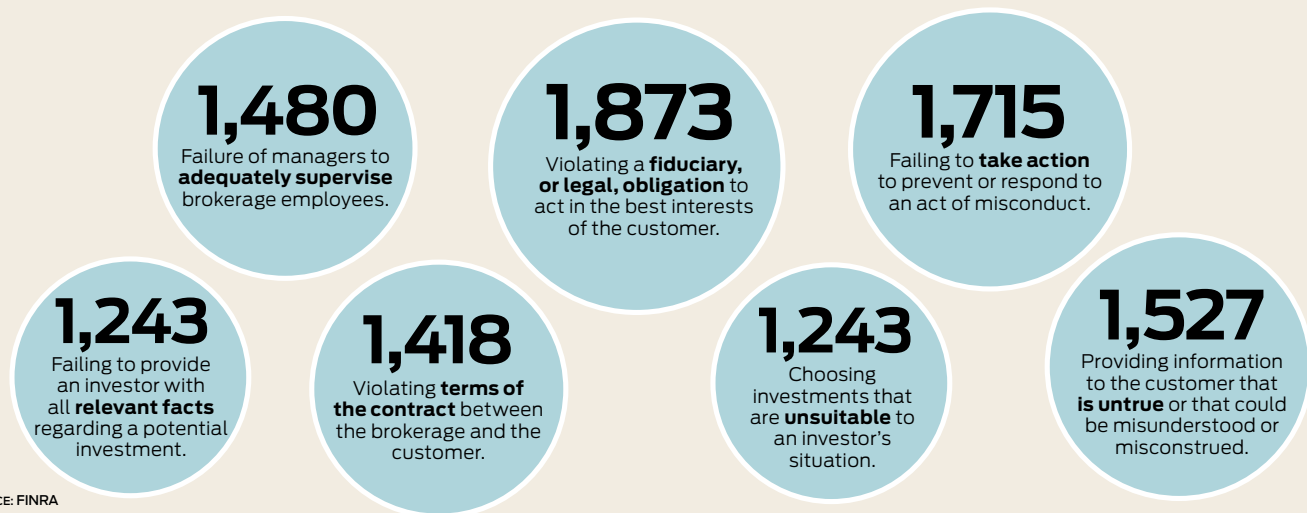 1,480
Failure of managers to
adequately supervise
brokerage employees.
1,873
Violating a fiduciary,
or legal, obligation to
act in the best interests
of the customer.
1,715
Failing to take action
to prevent or respond to
an act of misconduct.
1,243
Failing to provide
an investor with
all relevant facts
regarding a potential
investment.
1,418
Violating terms of
the contract between
the brokerage and the
customer.
1,243
Choosing
investments that
are unsuitable to
an investor's
situation.
1,527
Providing information
to the customer that
is untrue or that could
be misunderstood or
misconstrued.
CE: FINRA